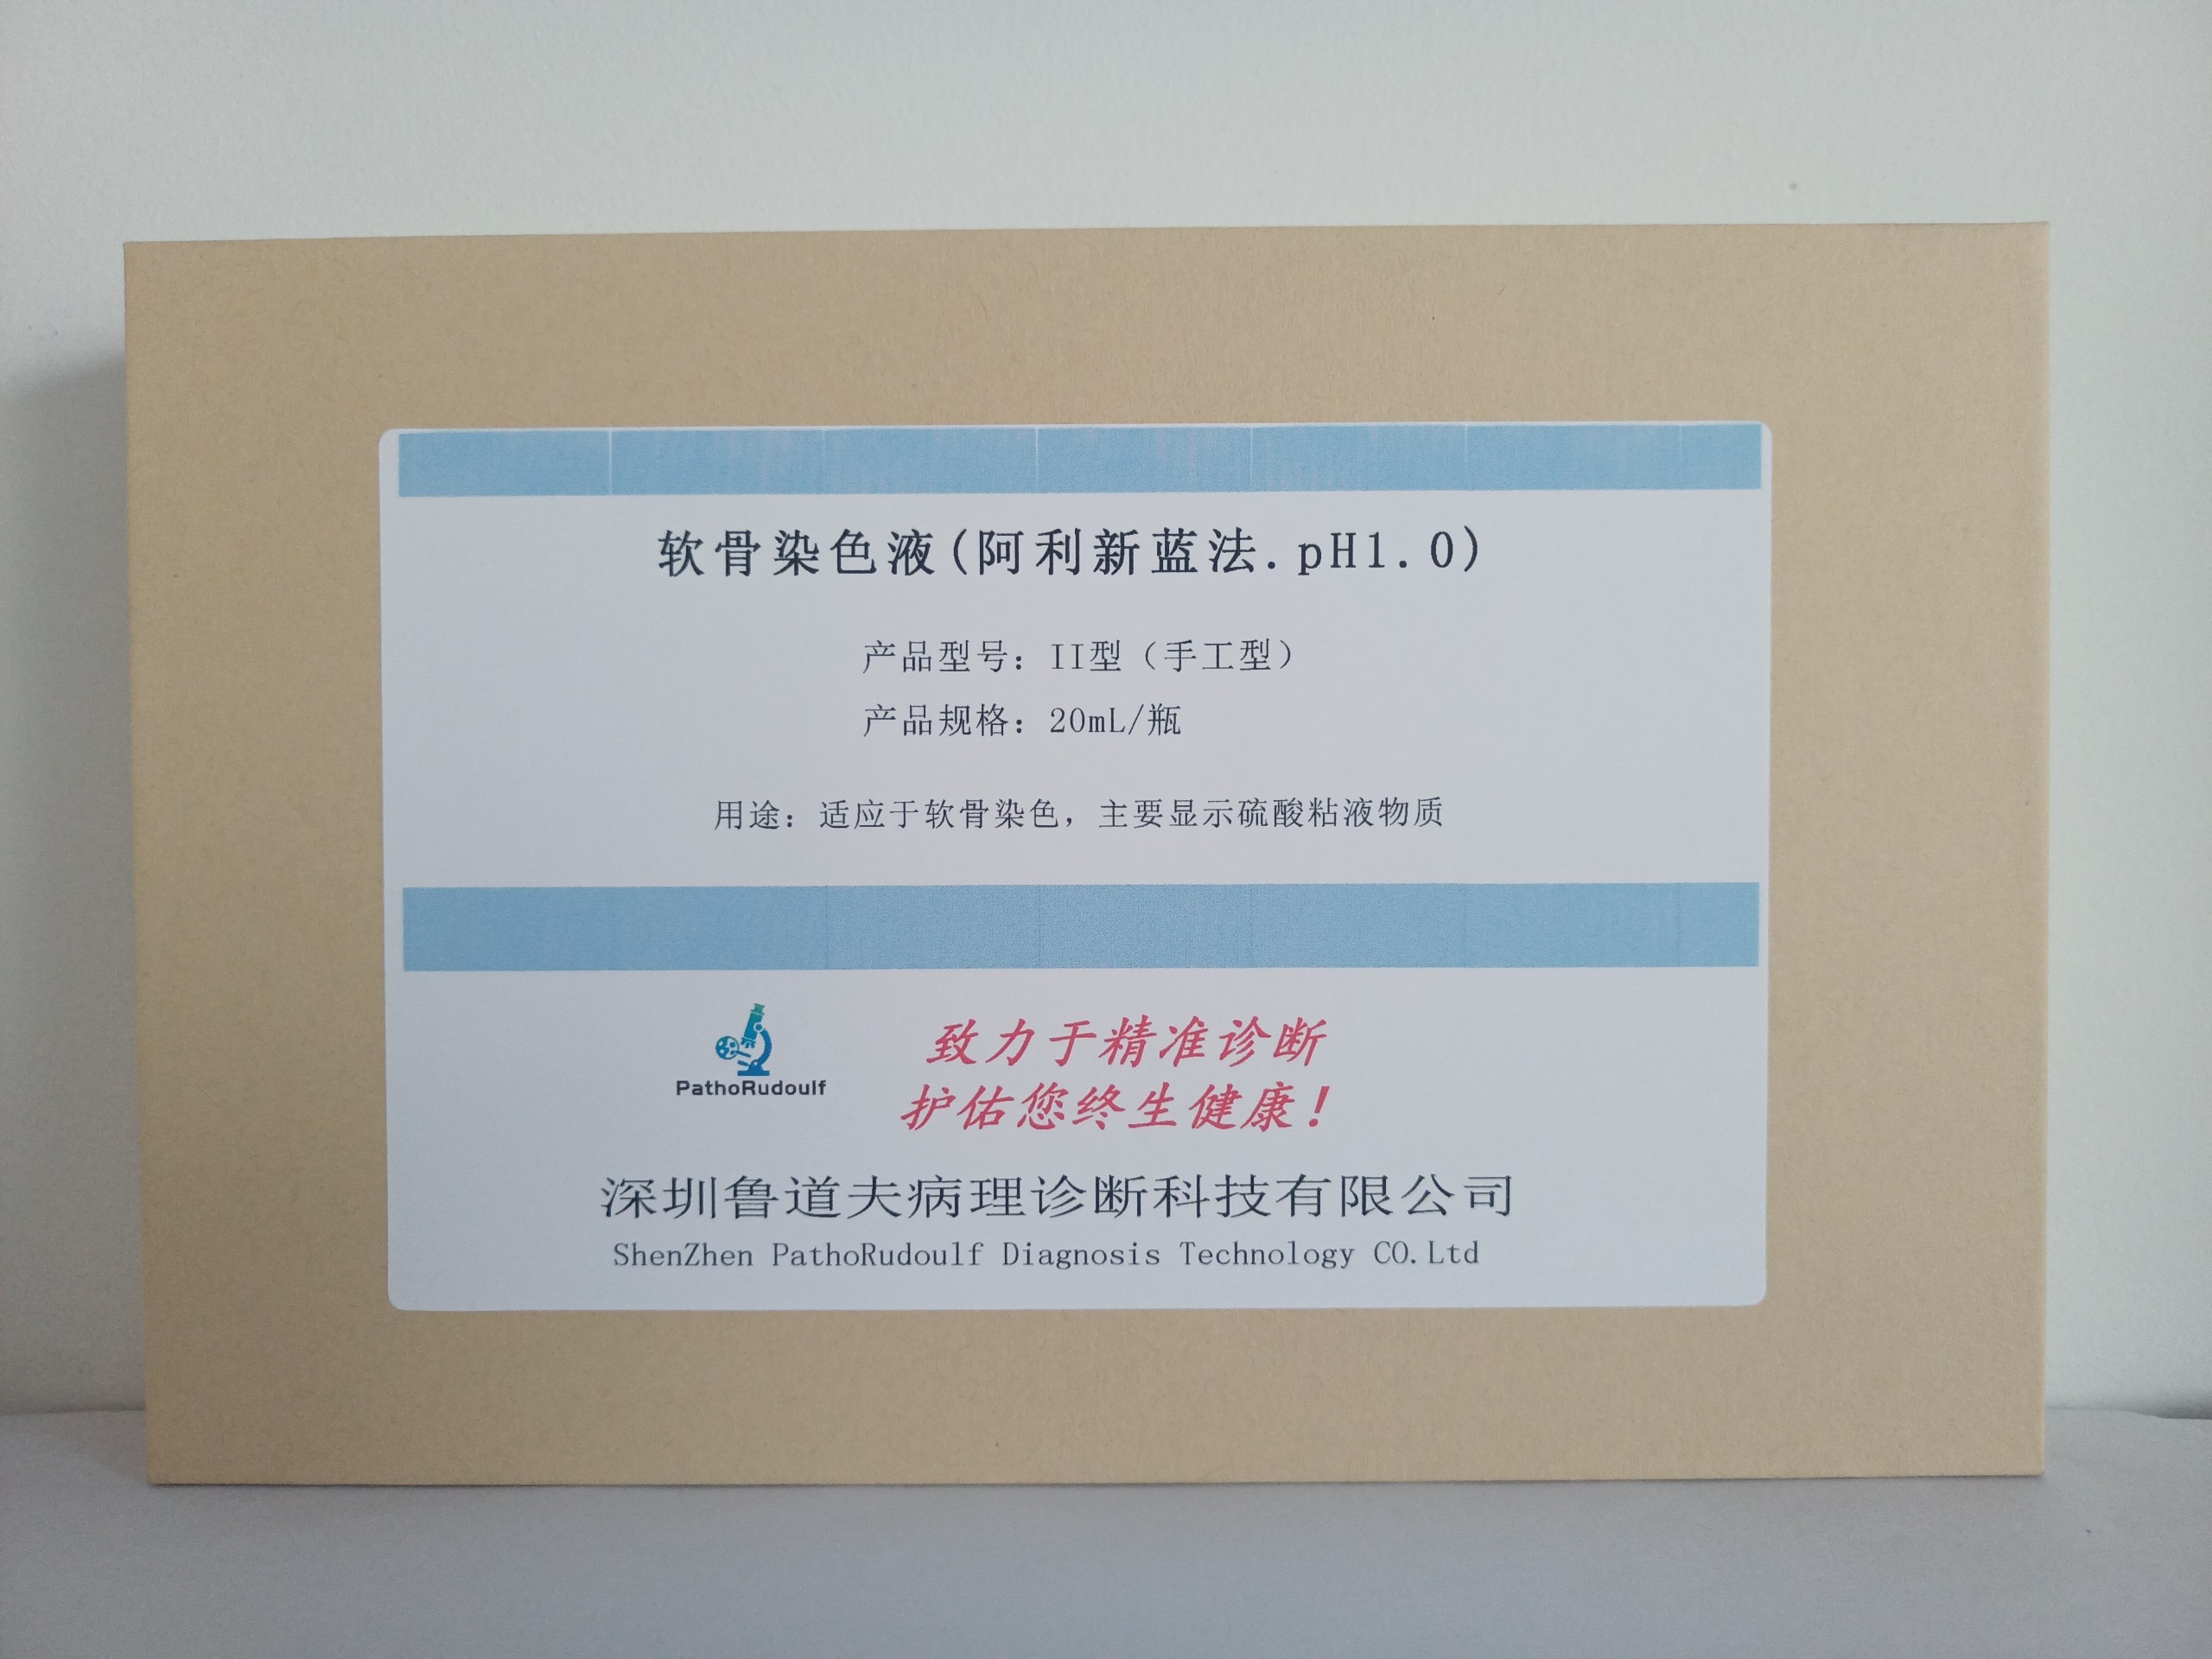 软骨染色液(阿利新蓝法.pH1.0)
产品型号：II型（手工型）
产品规格：20mL/瓶
用途：适应于软骨染色，主要显示硫酸粘液物质
PathoRudoulf
致力于精准诊断
护佑您终生健康！
深圳鲁道夫病理诊断科技有限公司
ShenZhen PathoRudoulf Diagnosis Technology CO.Ltd